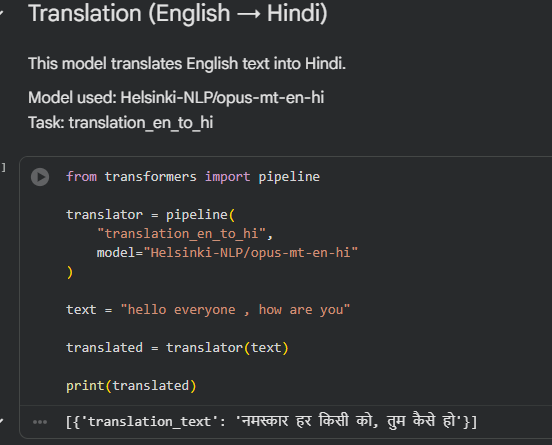 Translation (English → Hindi)
This model translates English text into Hindi.
Model used: Helsinki-NLP/opus-mt-en-hi
Task: translation_en_to_hi
]
from transformers import pipeline
translator = pipeline(
"translation_en_to_hi",
model="Helsinki-NLP/opus-mt-en-hi"
)
text = "hello everyone , how are you"
translated = translator(text)
print(translated)
[{'translation_text': 'नमस्कार हर किसी को, तुम कैसे हो'}]